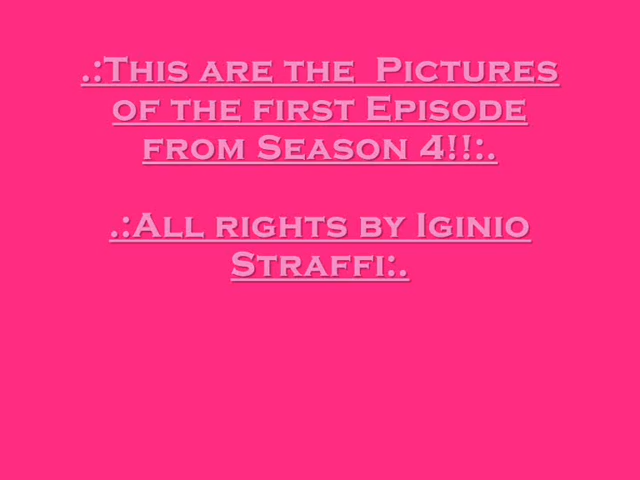 .:This are the Pictures
of the first Episode
from Season 4!!:.
.:All rights by Iginio
Straffi:.